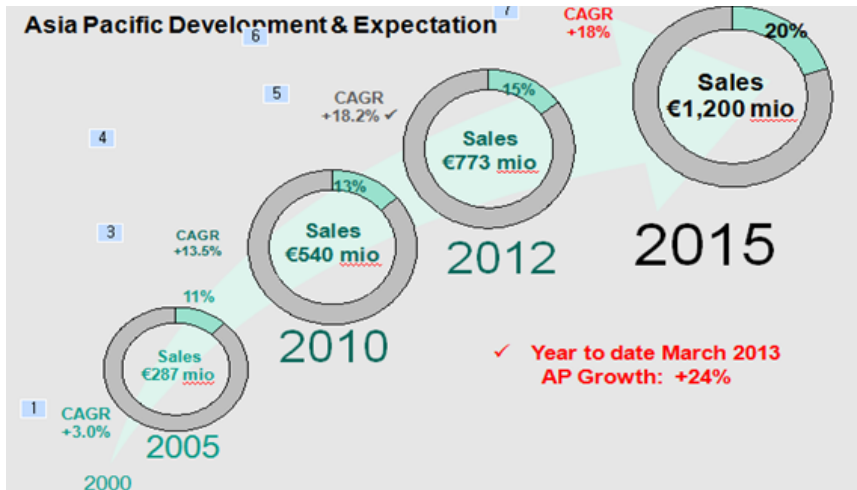 Asia Pacific Development & Expectation
7
6
CAGR
+18%
20%
Sales
€1,200 mio
2015
5
CAGR
+18.2% ✓
15%
Sales
€773 mio
2012
4
3
CAGR
+13.5%
13%
Sales
€540 mio
2010
11%
Sales
€287 mio
2005
1
CAGR
+3.0%
2000
✓ Year to date March 2013
AP Growth: +24%